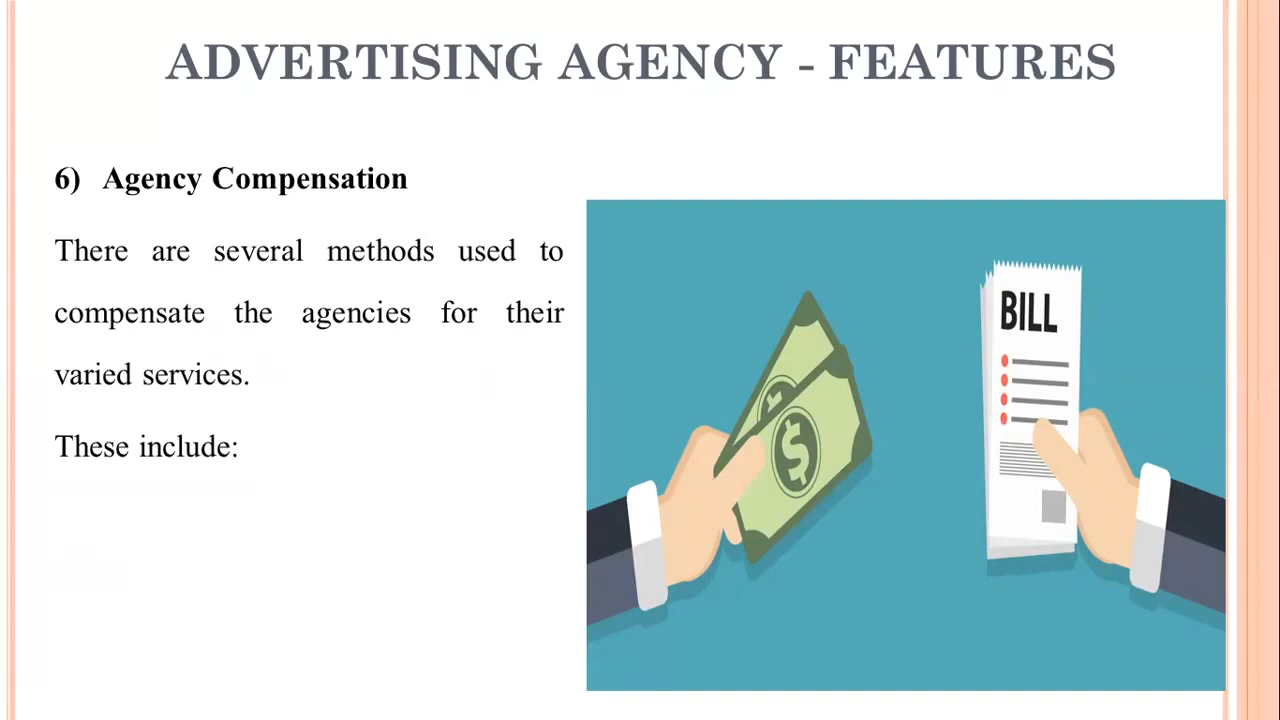 ADVERTISING AGENCY - FEATURES
6) Agency Compensation
There are several methods used to
compensate the agencies for their
varied services.
These include:
BILL
$